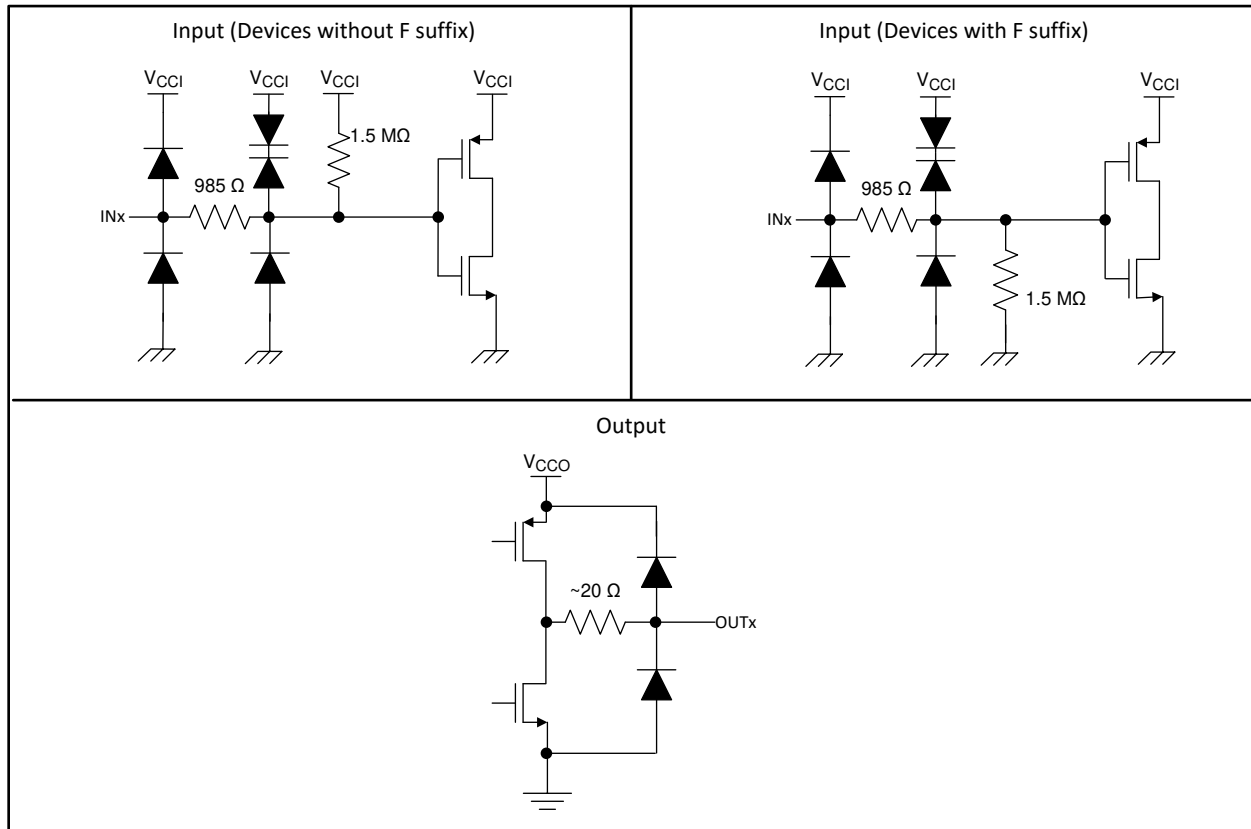 Input (Devices without F suffix)
VCCI VCCI VCCI VCCI
1.5 MΩ
985 Ω
INx
Input (Devices with F suffix)
VCCI VCCI VCCI
985 Ω
INx
1.5 MΩ
Output
VCCO
~20 Ω
OUTx